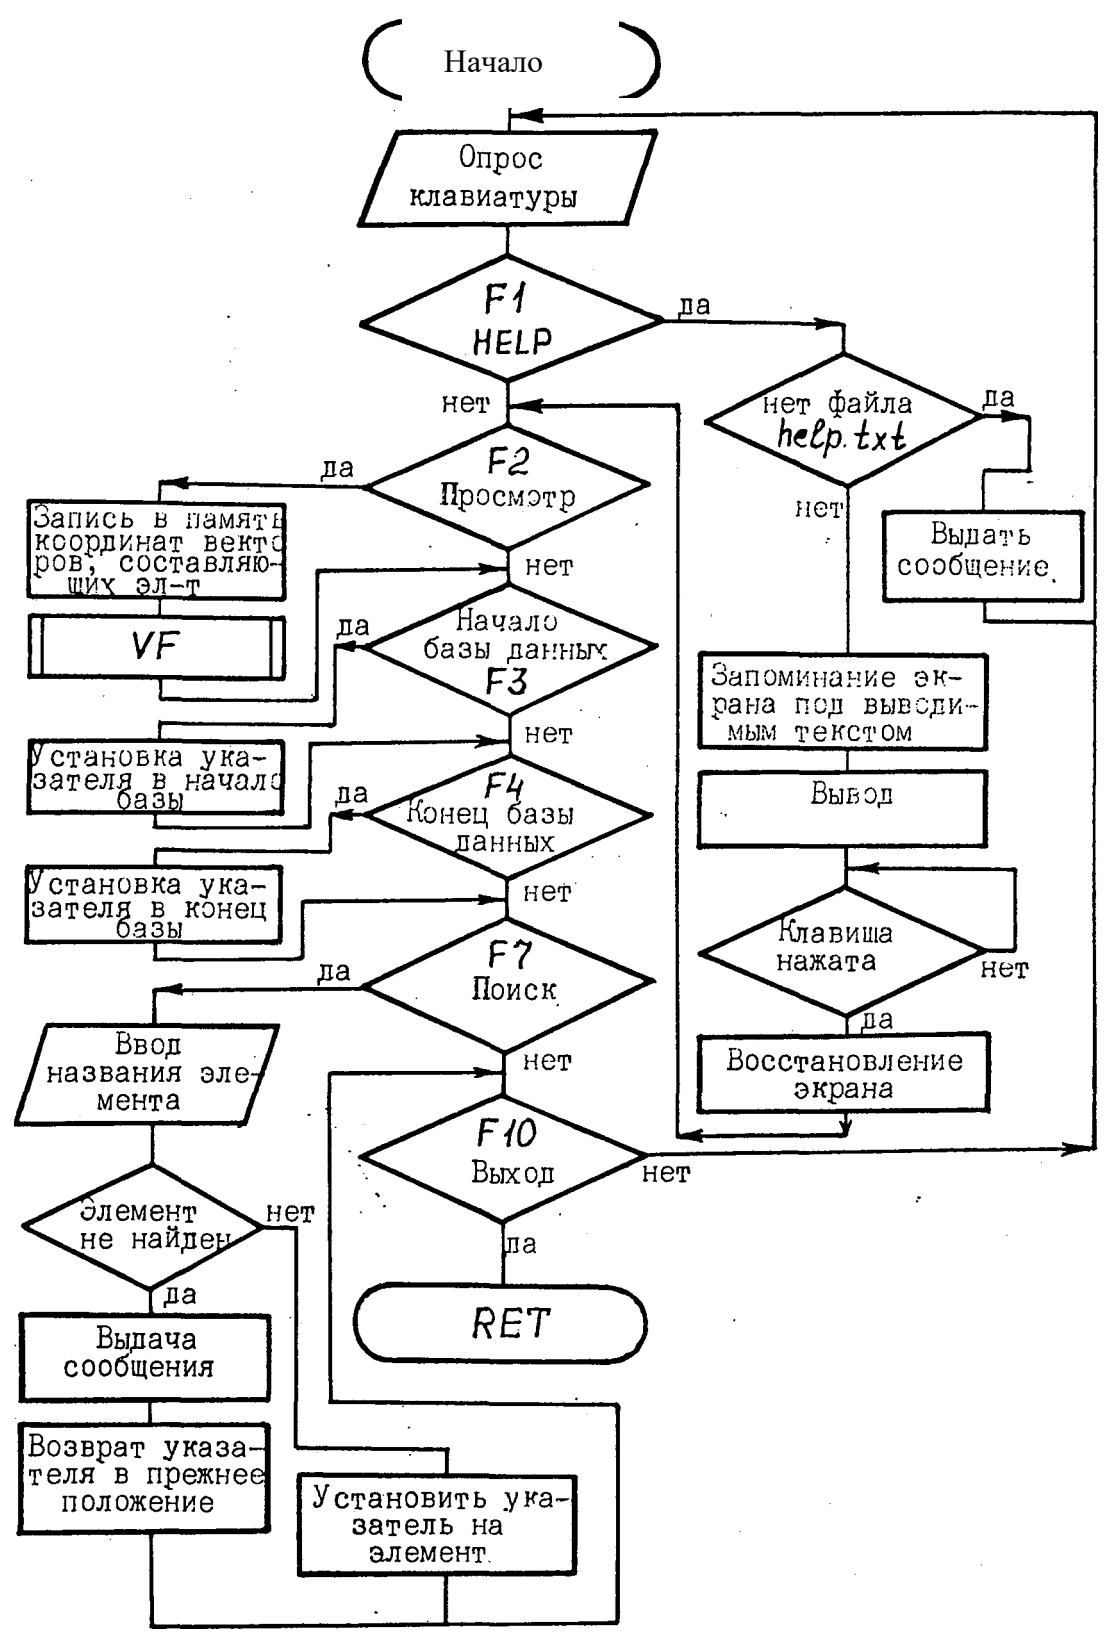 Начало
Опрос
клавиатуры
F1
HELP
да
нет
нет файла
help.txt
да
нет
Выдать
сообщение.
F2
Просмотр
да
нет
Запись в память
координат векто
ров, составляю-
щих эл-т
VF
Начало
базы данных
F3
да
нет
Установка ука-
зателя в начало
базы
F4
Конец базы
данных
да
нет
Установка ука-
зателя в конец
базы
Запоминание эк-
рана под выводи-
мым текстом
Вывод
Клавиша
нажата
нет
да
Восстановление
экрана
F7
Поиск
да
нет
Ввод
названия эле-
мента
F10
Выход
нет
да
RET
Элемент
не найден
нет
да
Выдача
сообщения
Возврат указа-
теля в прежнее
положение
Установить ука-
затель на
элемент.